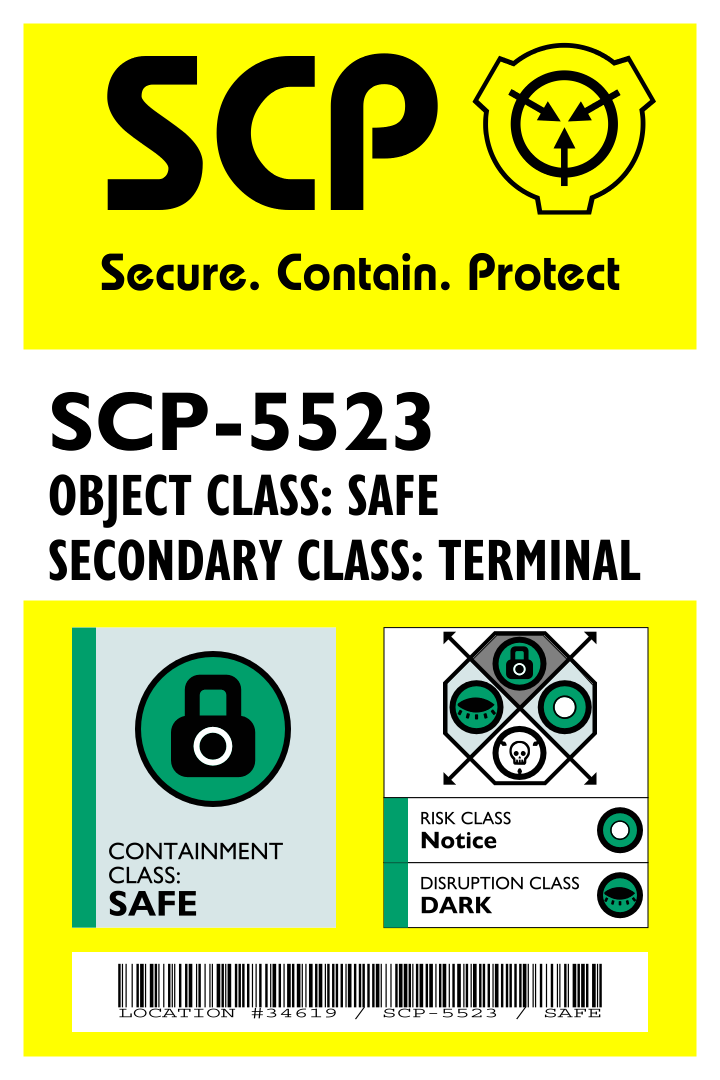 SCP
Secure. Contain. Protect
SCP-5523
OBJECT CLASS: SAFE
SECONDARY CLASS: TERMINAL
CONTAINMENT
CLASS:
SAFE
RISK CLASS
Notice
DISRUPTION CLASS
DARK
LOCATION #34619 / SCP-5523 / SAFE